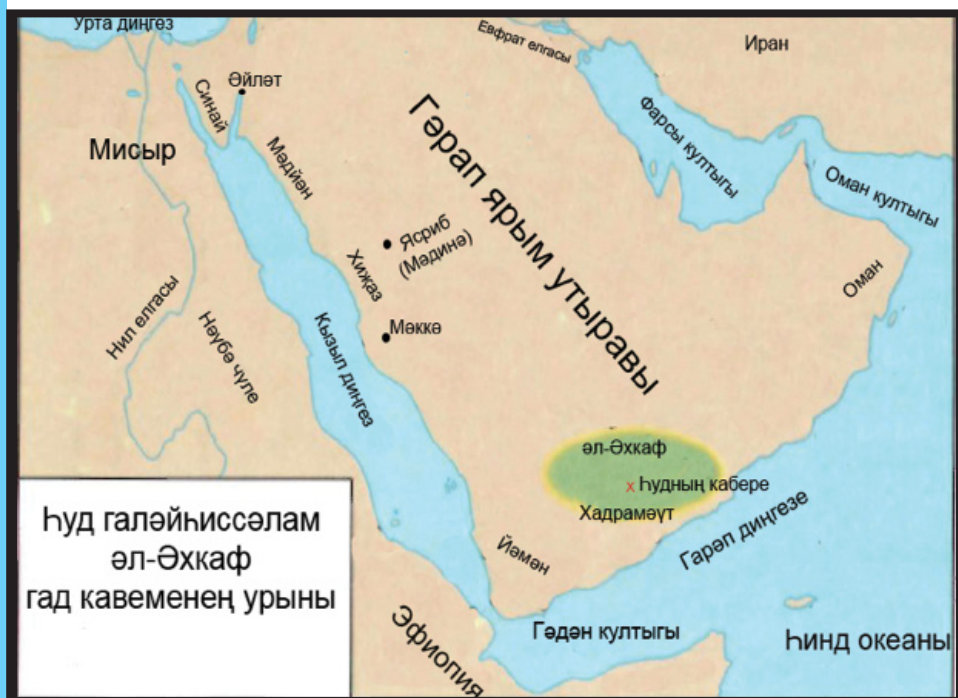 Урта диңгез
Евфрат елгасы
Иран
Әйләт
Синай
Мисыр
Мәдйән
Гәрап ярым утыравы
Фарсы култыгы
Оман култыгы
Ясриб
(Мәдинә)
Хиҗаз
Оман
Нил елгасы
Нәүбә чүле
Кызыл диңгез
Мәккә
әл-Әхкаф
х Һудның кабере
Хадрамәүт
Һуд галәйһиссәлам
әл-Әхкаф
гад кавеменең урыны
Йәмән
Гарәп диңгезе
Эфиопия
Гәдән култыгы
Һинд океаны